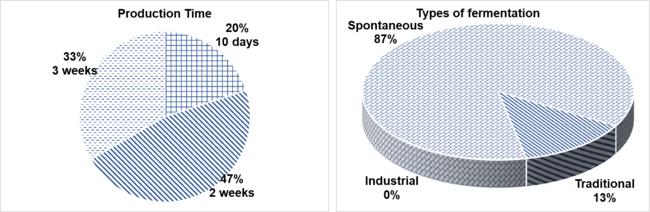 Production Time
20%
10 days
33%
3 weeks
47%
2 weeks
Types of fermentation
Spontaneous
87%
Industrial
0%
Traditional
13%